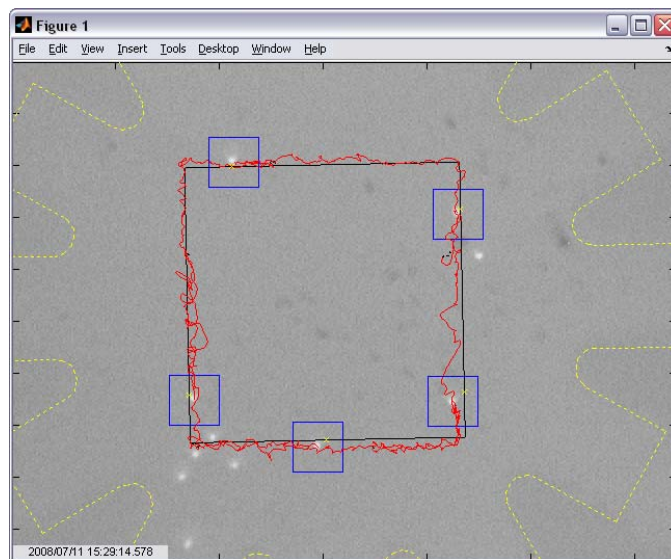 Figure 1
File Edit View Insert Tools Desktop Window Help
2008/07/11 15:29:14.578